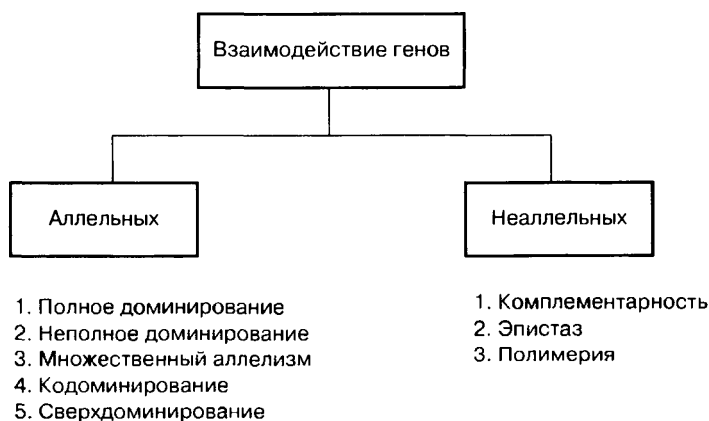 Взаимодействие генов
Аллельных
Неаллельных
1. Полное доминирование
2. Неполное доминирование
3. Множественный аллелизм
4. Кодоминирование
5. Сверхдоминирование
1. Комплементарность
2. Эпистаз
3. Полимерия